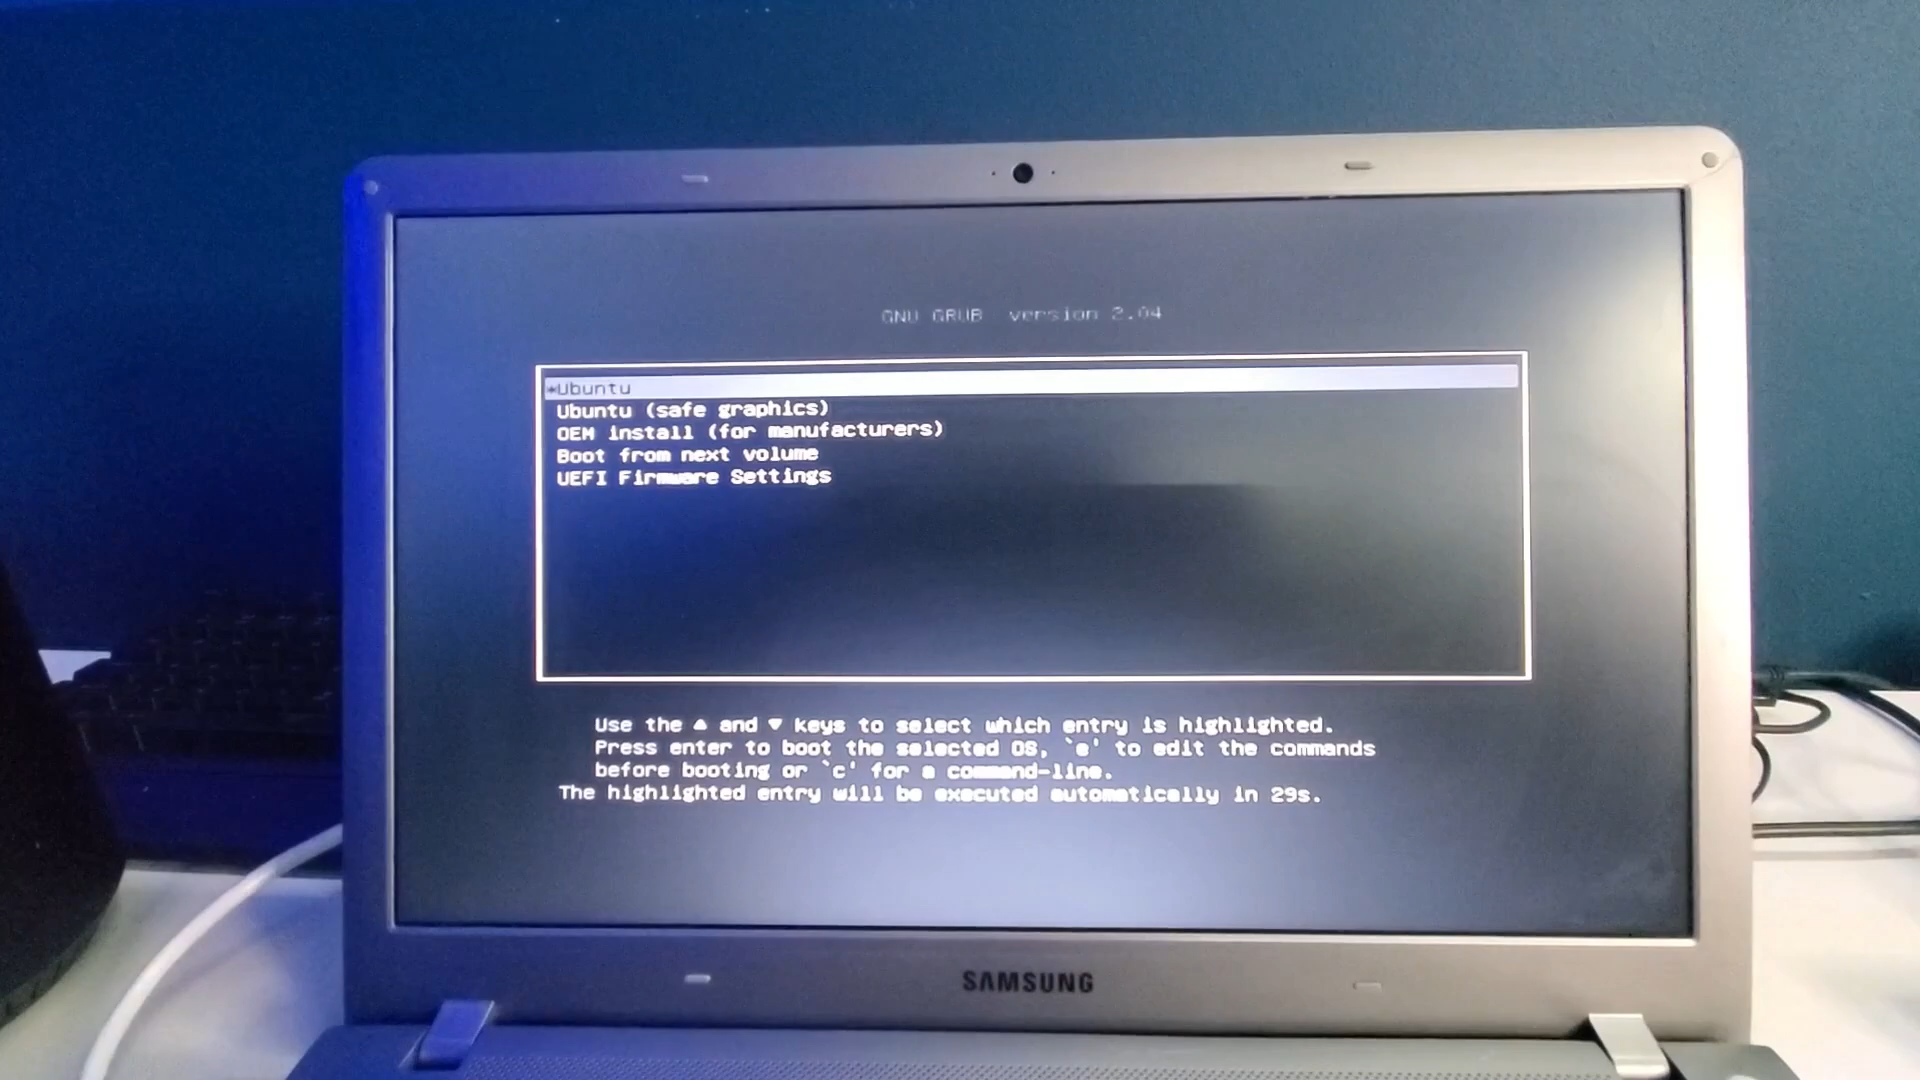 GNU GRUB  version 2.04
*Ubuntu
Ubuntu (safe graphics)
OEM install (for manufacturers)
Boot from next volume
UEFI Firmware Settings
Use the ▲ and ▼ keys to select which entry is highlighted.
Press enter to boot the selected OS, `e' to edit the commands
before booting or `c' for a command-line.
The highlighted entry will be executed automatically in 29s.
SAMSUNG